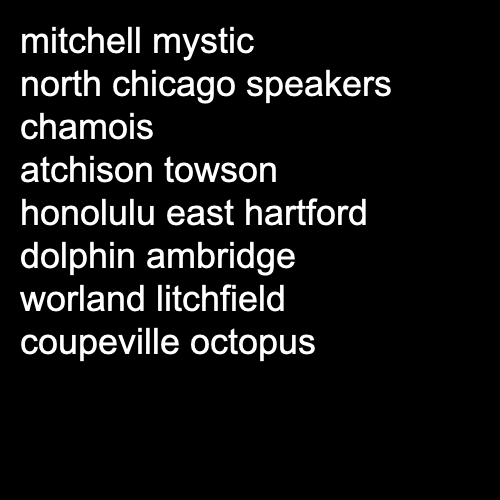 mitchell mystic
north chicago speakers
chamois
atchison towson
honolulu east hartford
dolphin ambridge
worland litchfield
coupeville octopus